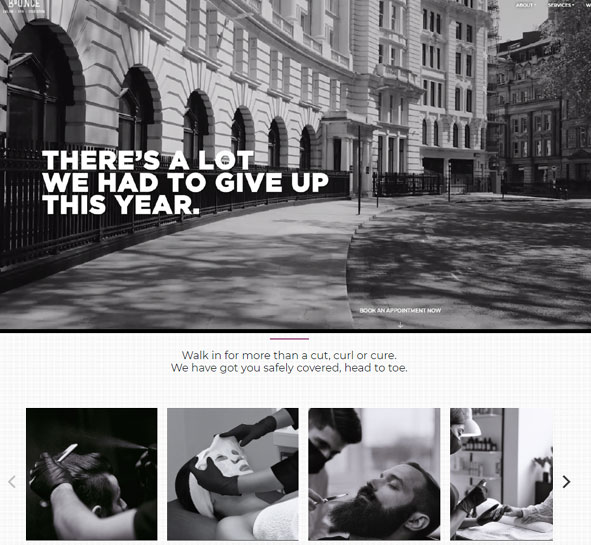 BOUNCE
ABOUT SERVICES
THERE'S A LOT
WE HAD TO GIVE UP
THIS YEAR.
BOOK AN APPOINTMENT NOW
Walk in for more than a cut, curl or cure.
We have got you safely covered, head to toe.